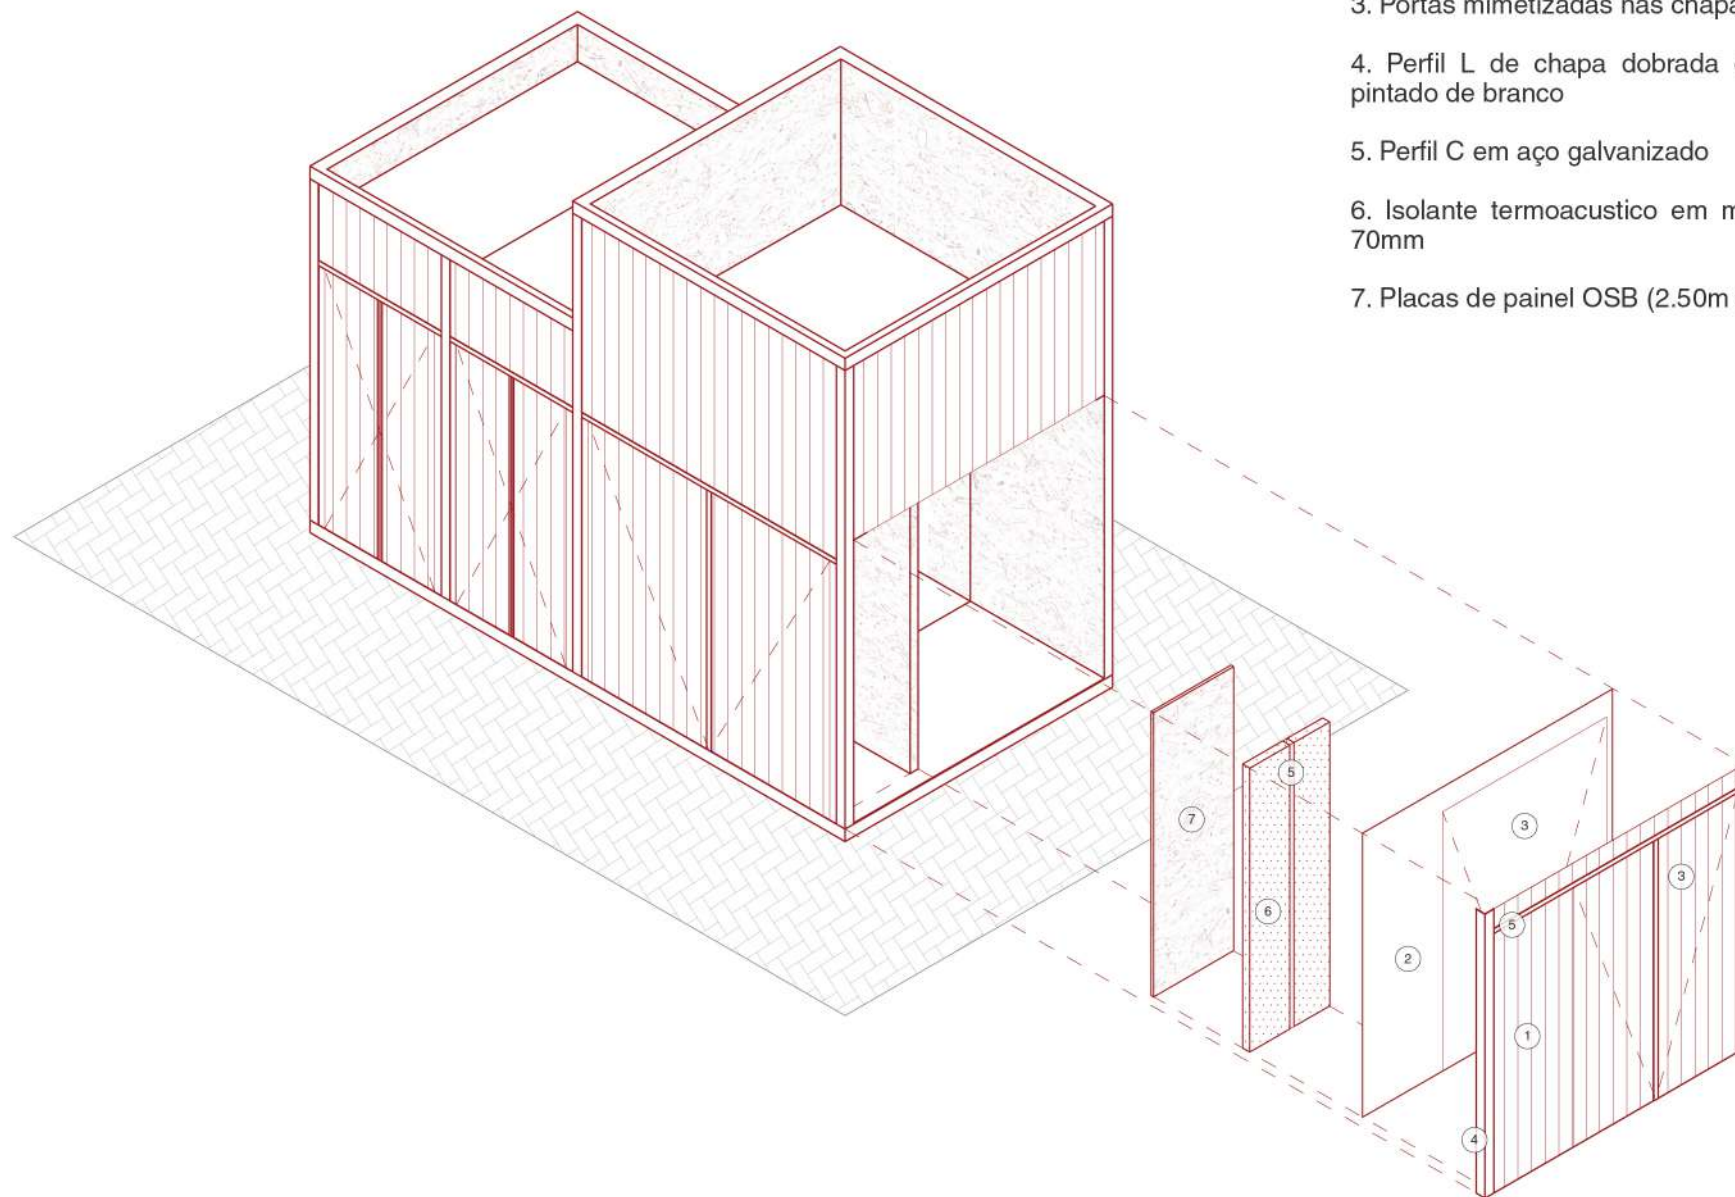 3. Portas mimetizadas nas chapa
4. Perfil L de chapa dobrada
pintado de branco
5. Perfil C em aço galvanizado
6. Isolante termoacustico em m
70mm
7. Placas de painel OSB (2.50m
5
7
3
3
6
5
2
1
4